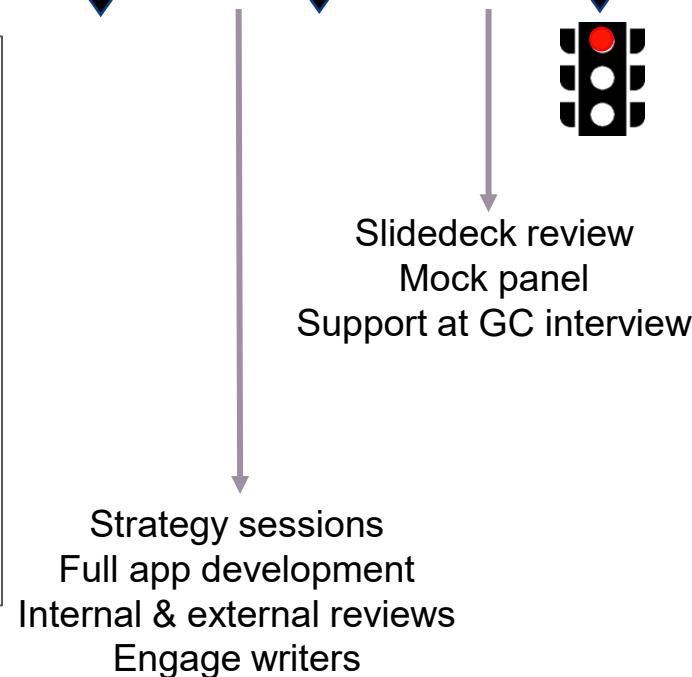 Slidedeck review
Mock panel
Support at GC interview
Strategy sessions
Full app development
Internal & external reviews
Engage writers